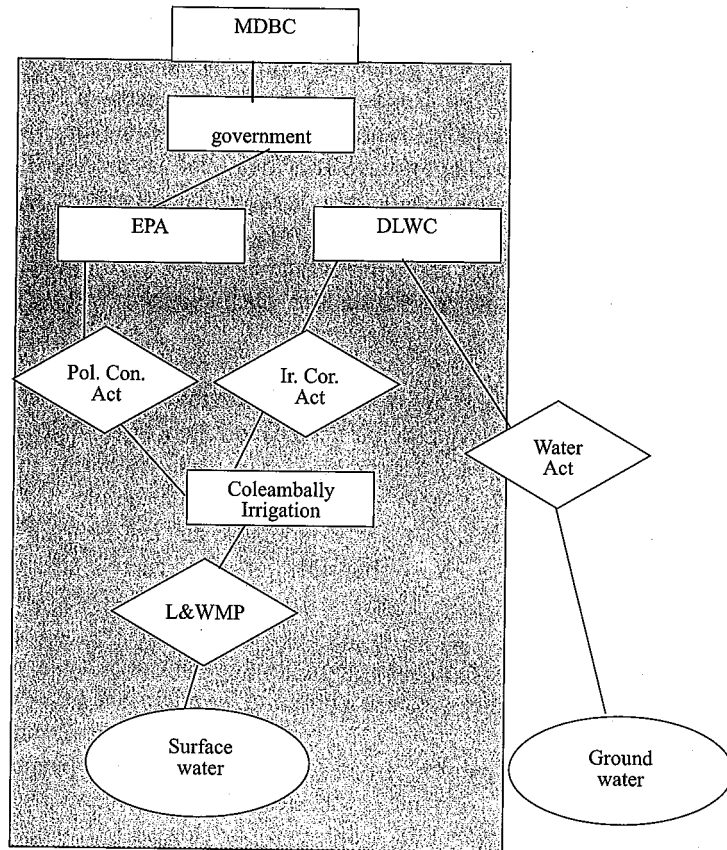 MDBC
government
EPA
DLWC
Pol. Con.
Act
Ir. Cor.
Act
Water
Act
Coleambally
Irrigation
L&WMP
Surface
water
Ground
water